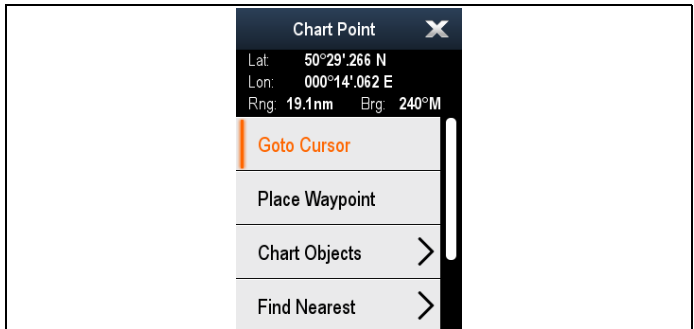 Chart Point
Lat: 50°29'.266 N
Lon: 000°14'.062 E
Rng: 19.1nm Brg: 240°M
Goto Cursor
Place Waypoint
Chart Objects
Find Nearest